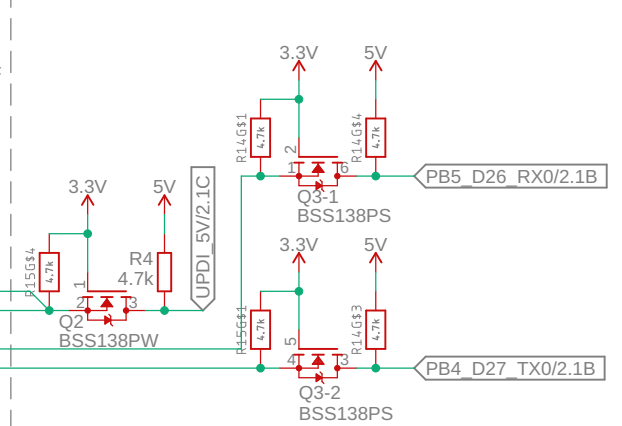 3.3V
5V
R14G$1
4.7k
2
1
6
R14G$4
4.7k
PB5_D26_RX0/2.1B
Q3-1
BSS138PS
3.3V
5V
UPDI_5V/2.1C
R15G$4
4.7k
1
2
3
R4
4.7k
Q2
BSS138PW
3.3V
5V
R15G$1
4.7k
5
4
3
R14G$3
4.7k
PB4_D27_TX0/2.1B
Q3-2
BSS138PS